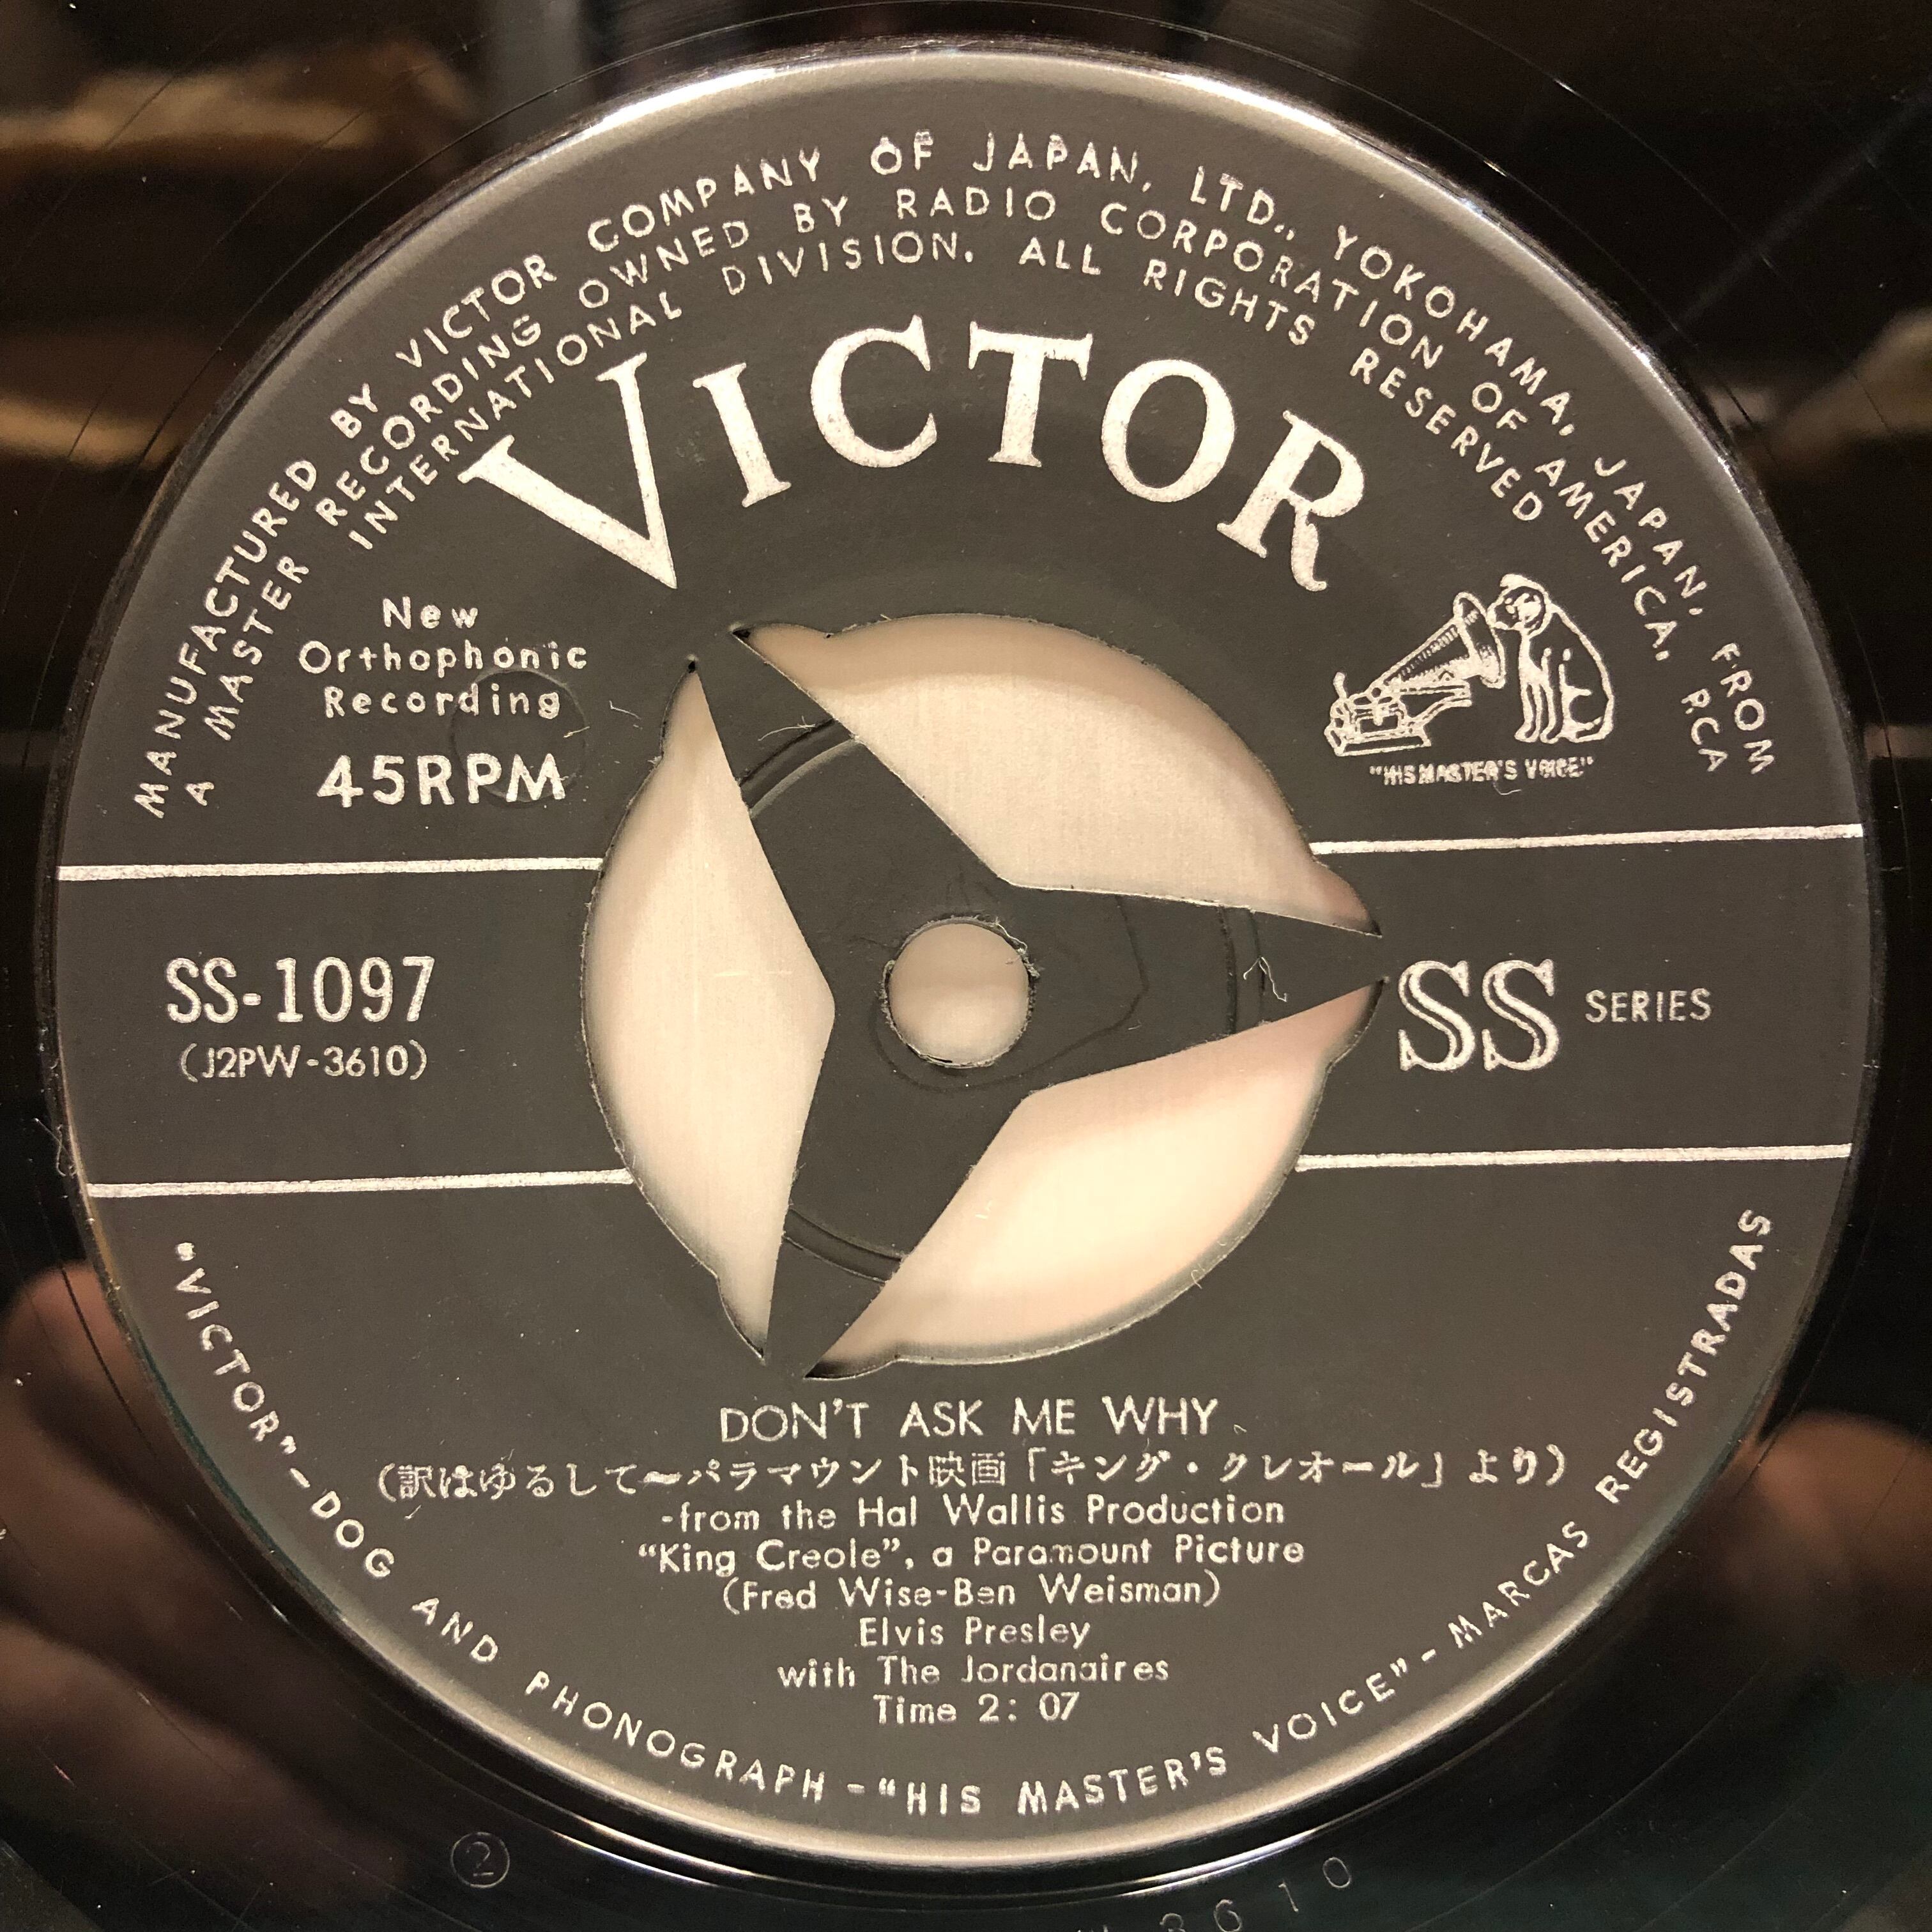 MANUFACTURED BY VICTOR COMPANY OF JAPAN, LTD., YOKOHAMA, JAPAN, FROM
A MASTER RECORDING OWNED BY RADIO CORPORATION OF AMERICA, RCA
INTERNATIONAL DIVISION. ALL RIGHTS RESERVED
VICTOR
New
Orthophonic
Recording
45RPM
"HIS MASTER'S VOICE"
SS-1097
(J2PW-3610)
SS SERIES
DON'T ASK ME WHY
(訳はゆるして〜パラマウント映画「キング・クレオール」より)
-from the Hal Wallis Production
"King Creole", a Paramount Picture
(Fred Wise-Ben Weisman)
Elvis Presley
with The Jordanaires
Time 2: 07
"VICTOR"-DOG AND PHONOGRAPH-"HIS MASTER'S VOICE"-MARCAS REGISTRADAS
②
3610